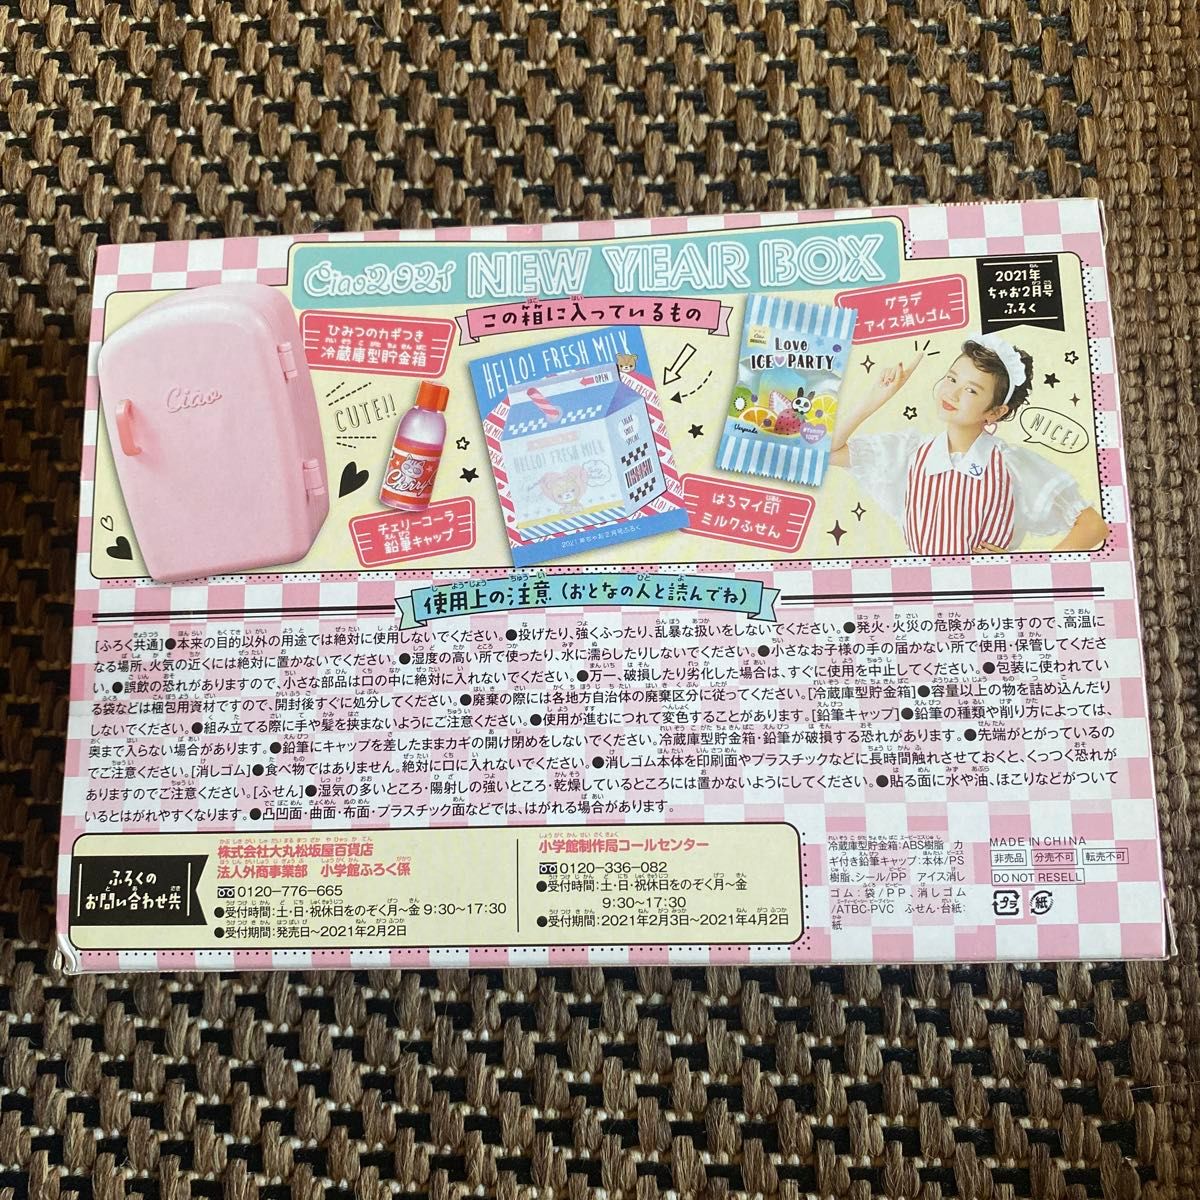 Ciao2021 NEW YEAR BOX
2021年
ちゃお2月号
ふろく
この箱に入っているもの
ひみつのカギつき
冷蔵庫型貯金箱
Ciao
CUTE!!
Cherry
チェリーコーラ
鉛筆キャップ
HELLO! FRESH MILK
OPEN
HELLO! FRESH MILK
2021年ちゃお2月号ふろく
はろマイ印
ミルクふせん
Love
ICE♥PARTY
グラデ
アイス消しゴム
NICE!
使用上の注意(おとなの人と読んでね)
[ふろく共通]●本来の目的以外の用途では絶対に使用しないでください。●投げたり、強くふったり、乱暴な扱いをしないでください。●発火・火災の危険がありますので、高温に
なる場所、火気の近くには絶対に置かないでください。●湿度の高い所で使ったり、水に濡らしたりしないでください。●小さなお子様の手の届かない所で使用・保管してくださ
い。●誤飲の恐れがありますので、小さな部品は口の中に絶対に入れないでください。●万一、破損したり劣化した場合は、すぐに使用を中止してください。●包装に使われてい
る袋などは梱包用資材ですので、開封後すぐに処分してください。●廃棄の際には各地方自治体の廃棄区分に従ってください。[冷蔵庫型貯金箱]●容量以上の物を詰め込んだり
しないでください。●組み立てる際に手や髪を挟まないようにご注意ください。●使用が進むにつれて変色することがあります。[鉛筆キャップ]●鉛筆の種類や削り方によっては、
奥まで入らない場合があります。●鉛筆にキャップを差したままカギの開け閉めをしないでください。冷蔵庫型貯金箱・鉛筆が破損する恐れがあります。●先端がとがっているの
でご注意ください。[消しゴム]●食べ物ではありません。絶対に口に入れないでください。●消しゴム本体を印刷面やプラスチックなどに長時間触れさせておくと、くっつく恐れが
ありますのでご注意ください。[ふせん]●湿気の多いところ・陽射しの強いところ・乾燥しているところには置かないようにしてください。●貼る面に水や油、ほこりなどがついて
いるとはがれやすくなります。●凸凹面・曲面・布面・プラスチック面などでは、はがれる場合があります。
ふろくの
お問い合わせ先
株式会社大丸松坂屋百貨店
法人外商事業部 小学館ふろく係
0120-776-665
●受付時間:土・日・祝休日をのぞく月~金 9:30~17:30
●受付期間:発売日~2021年2月2日
小学館制作局コールセンター
0120-336-082
●受付時間:土・日・祝休日をのぞく月~金
9:30~17:30
●受付期間:2021年2月3日~2021年4月2日
冷蔵庫型貯金箱:ABS樹脂 カ
ギ付き鉛筆キャップ:本体/PS
樹脂、シール/PP アイス消し
ゴム:袋/PP、消しゴム
/ATBC-PVC ふせん・台紙:
紙
MADE IN CHINA
非売品 分売不可 転売不可
DO NOT RESELL
プラ 紙